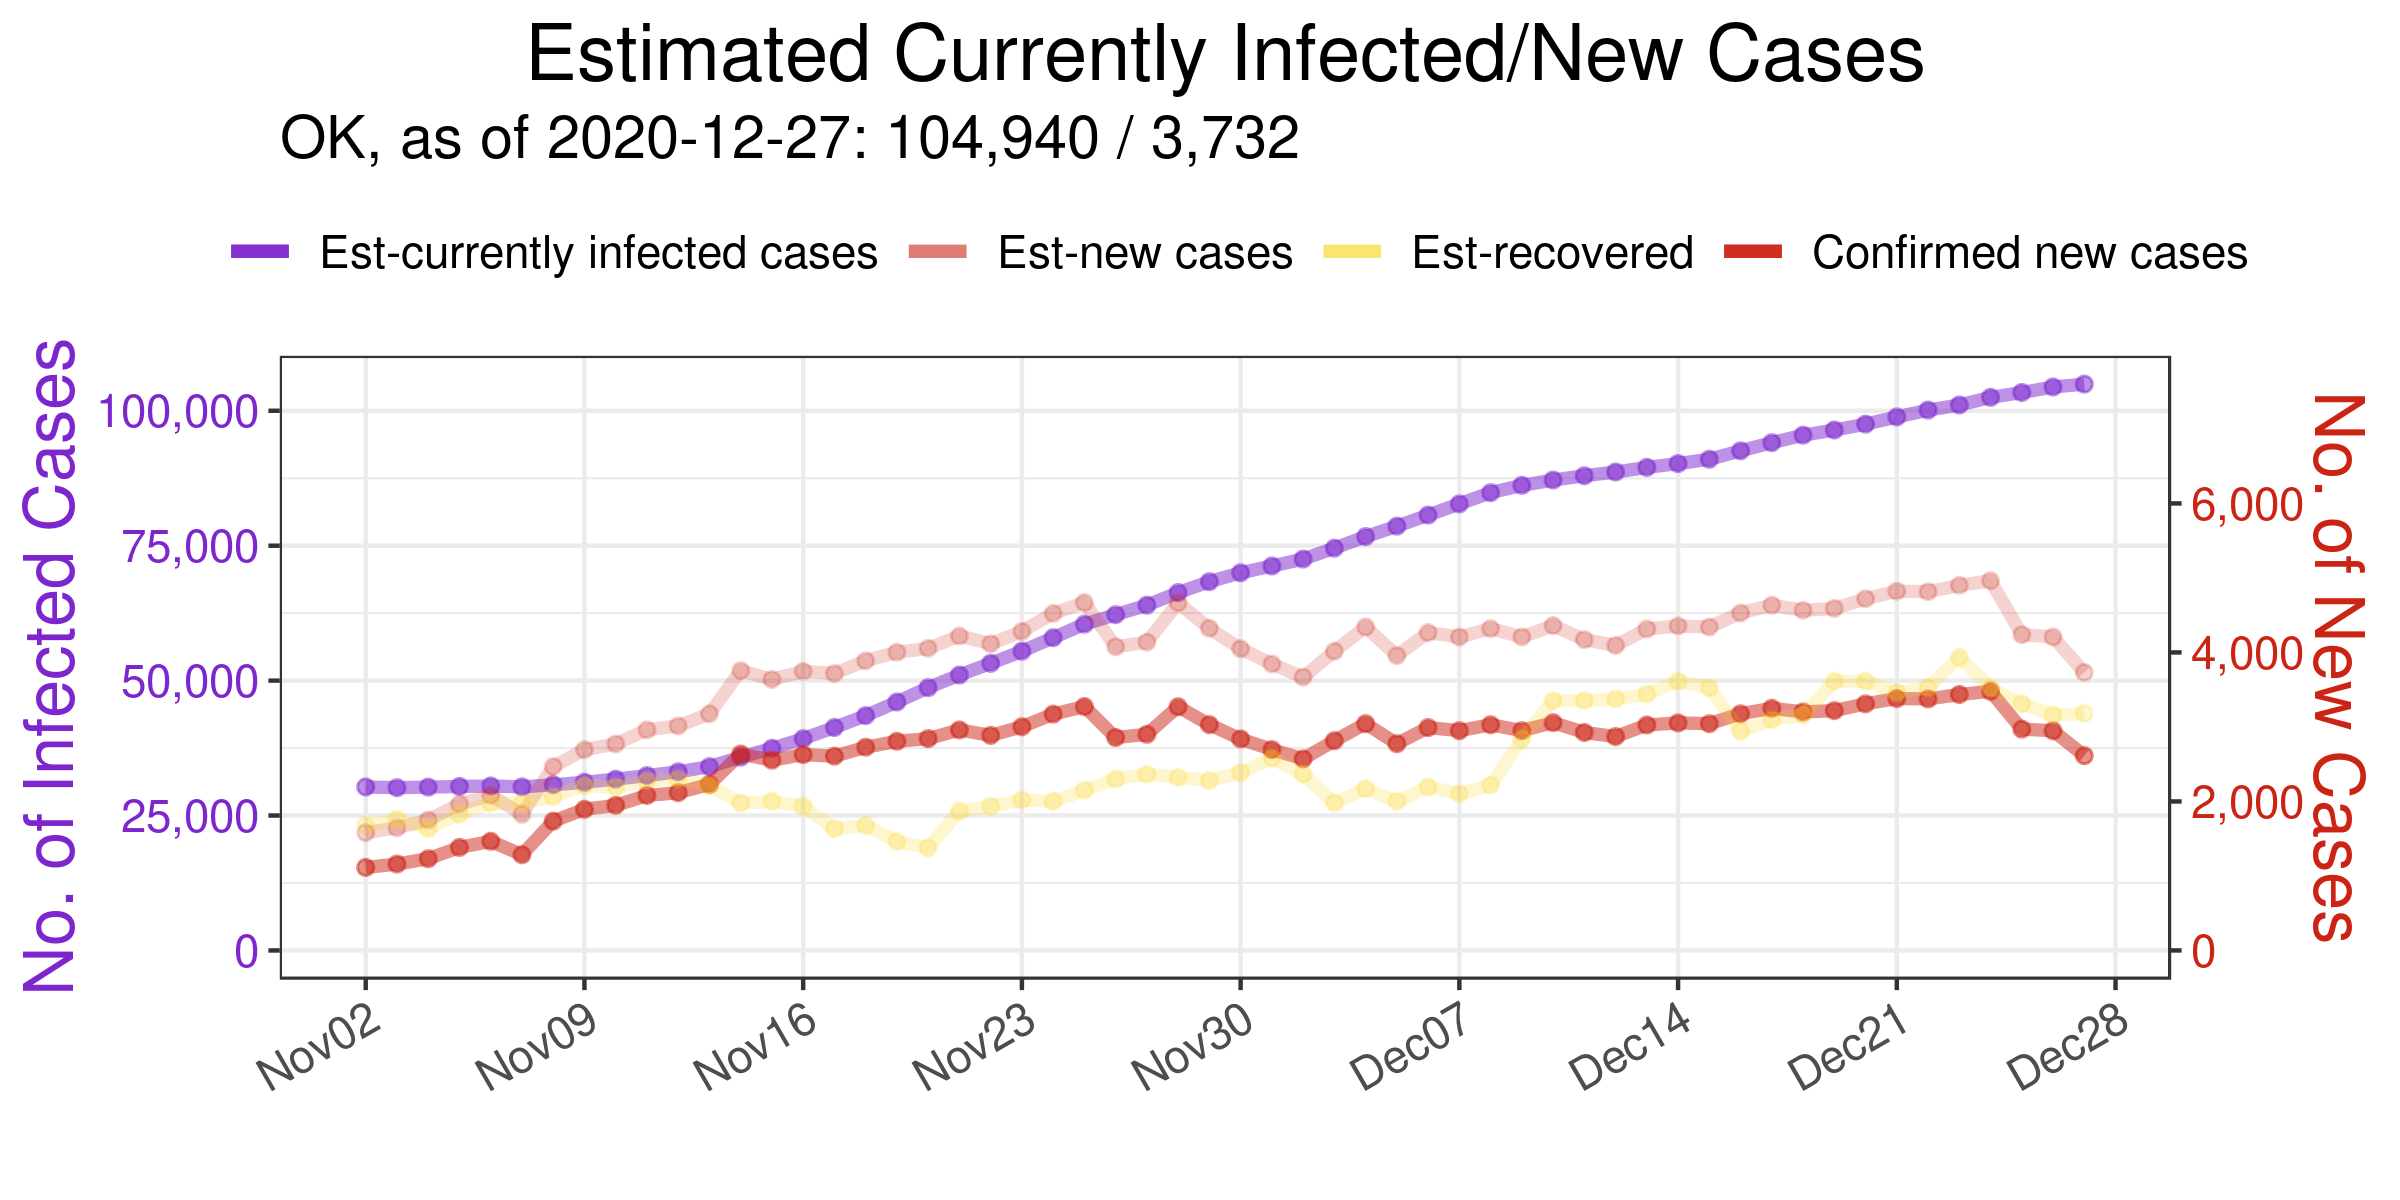 Estimated Currently Infected/New Cases
OK, as of 2020-12-27: 104,940 / 3,732
Est-currently infected cases Est-new cases Est-recovered Confirmed new cases
No. of Infected Cases
100,000
75,000
50,000
25,000
0
6,000
4,000
2,000
0
No. of New Cases
Nov02 Nov09 Nov16 Nov23 Nov30 Dec07 Dec14 Dec21 Dec28